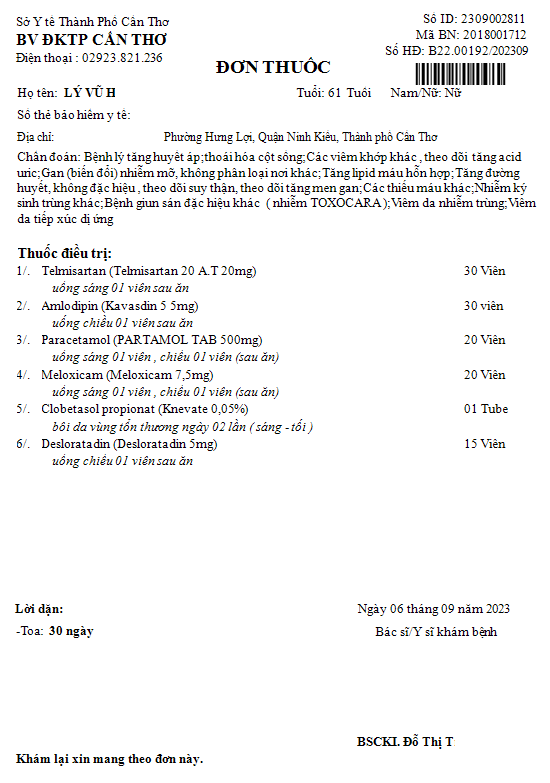 Sở Y tế Thành Phố Cần Thơ
Số ID: 2309002811
BV ĐKTP CẦN THƠ
Mã BN: 2018001712
Điện thoại : 02923.821.236
Số HĐ: B22.00192/202309
ĐƠN THUỐC
Họ tên: LÝ VŨ H
Tuổi: 61 Tuổi
Nam/Nữ: Nữ
Số thẻ bảo hiểm y tế:
Địa chỉ: Phường Hưng Lợi, Quận Ninh Kiều, Thành phố Cần Thơ
Chẩn đoán: Bệnh lý tăng huyết áp;thoái hóa cột sống;Các viêm khớp khác , theo dõi tăng acid
uric;Gan (biến đổi) nhiễm mỡ, không phân loại nơi khác;Tăng lipid máu hỗn hợp;Tăng đường
huyết, không đặc hiệu , theo dõi suy thận, theo dõi tăng men gan;Các thiếu máu khác;Nhiễm ký
sinh trùng khác;Bệnh giun sán đặc hiệu khác ( nhiễm TOXOCARA );Viêm da nhiễm trùng;Viêm
da tiếp xúc dị ứng
Thuốc điều trị:
1/. Telmisartan (Telmisartan 20 A.T 20mg) 30 Viên
uống sáng 01 viên sau ăn
2/. Amlodipin (Kavasdin 5 5mg) 30 viên
uống chiều 01 viên sau ăn
3/. Paracetamol (PARTAMOL TAB 500mg) 20 Viên
uống sáng 01 viên , chiều 01 viên (sau ăn)
4/. Meloxicam (Meloxicam 7,5mg) 20 Viên
uống sáng 01 viên , chiều 01 viên (sau ăn)
5/. Clobetasol propionat (Knevate 0,05%) 01 Tube
bôi da vùng tổn thương ngày 02 lần ( sáng - tối )
6/. Desloratadin (Desloratadin 5mg) 15 Viên
uống chiều 01 viên sau ăn
Lời dặn:
Ngày 06 tháng 09 năm 2023
-Toa: 30 ngày
Bác sĩ/Y sĩ khám bệnh
BSCKI. Đỗ Thị T
Khám lại xin mang theo đơn này.